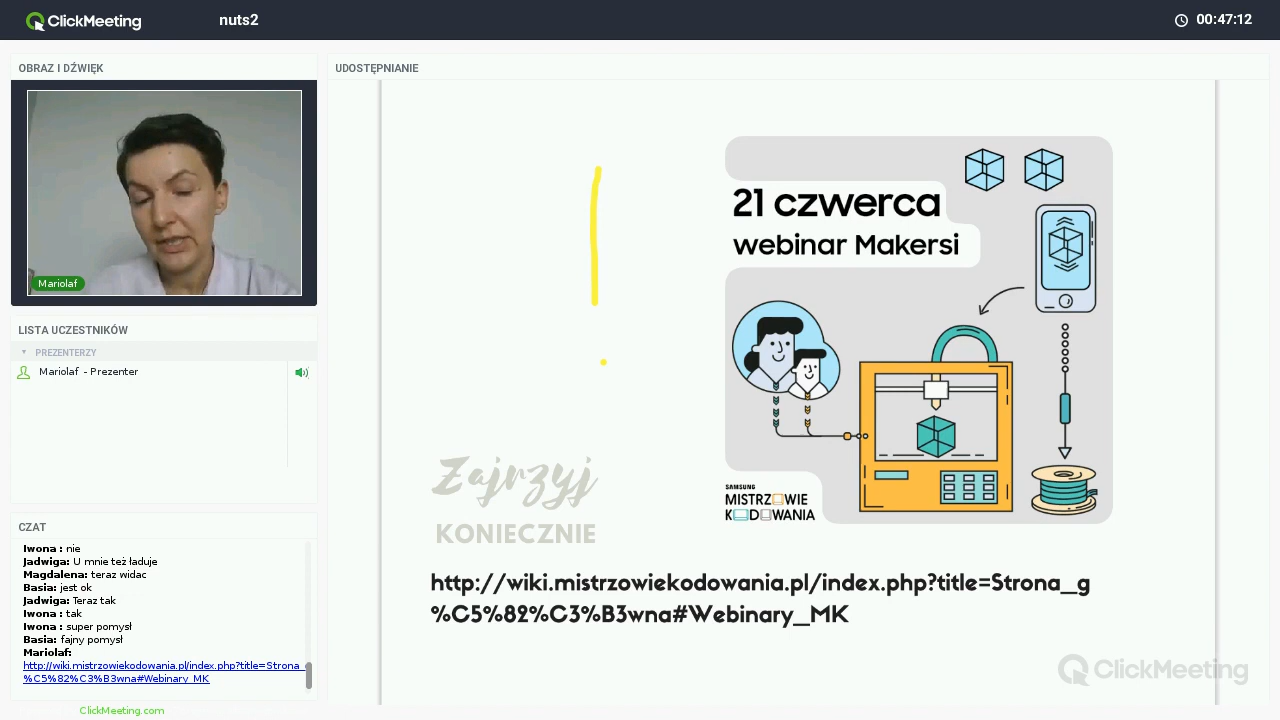 ClickMeeting
nuts2
00:47:12
OBRAZ I DŹWIĘK
Mariolaf
LISTA UCZESTNIKÓW
PREZENTERZY
Mariolaf - Prezenter
CZAT
Iwona : nie
Jadwiga: U mnie też ładuje
Magdalena: teraz widac
Basia: jest ok
Jadwiga: Teraz tak
Iwona : tak
Iwona : super pomysł
Basia: fajny pomysł
Mariolaf:
http://wiki.mistrzowiekodowania.pl/index.php?title=Strona_
%C5%82%C3%B3wna#Webinary_MK
ClickMeeting.com
UDOSTĘPNIANIE
21 czwerca
webinar Makersi
SAMSUNG
MISTRZOWIE
KODOWANIA
Zajrzyj
KONIECZNIE
http://wiki.mistrzowiekodowania.pl/index.php?title=Strona_g
%C5%82%C3%B3wna#Webinary_MK
ClickMeeting